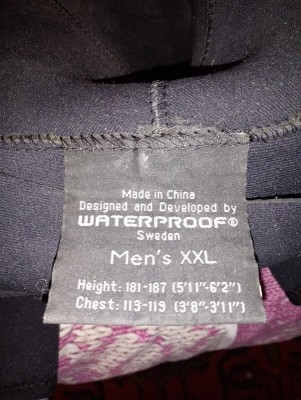 Made in China
Designed and Developed by
WATERPROOF®
Sweden
Men's XXL
Height: 181-187 (5'11"-6'2")
Chest: 113-119 (3'8"-3'11")